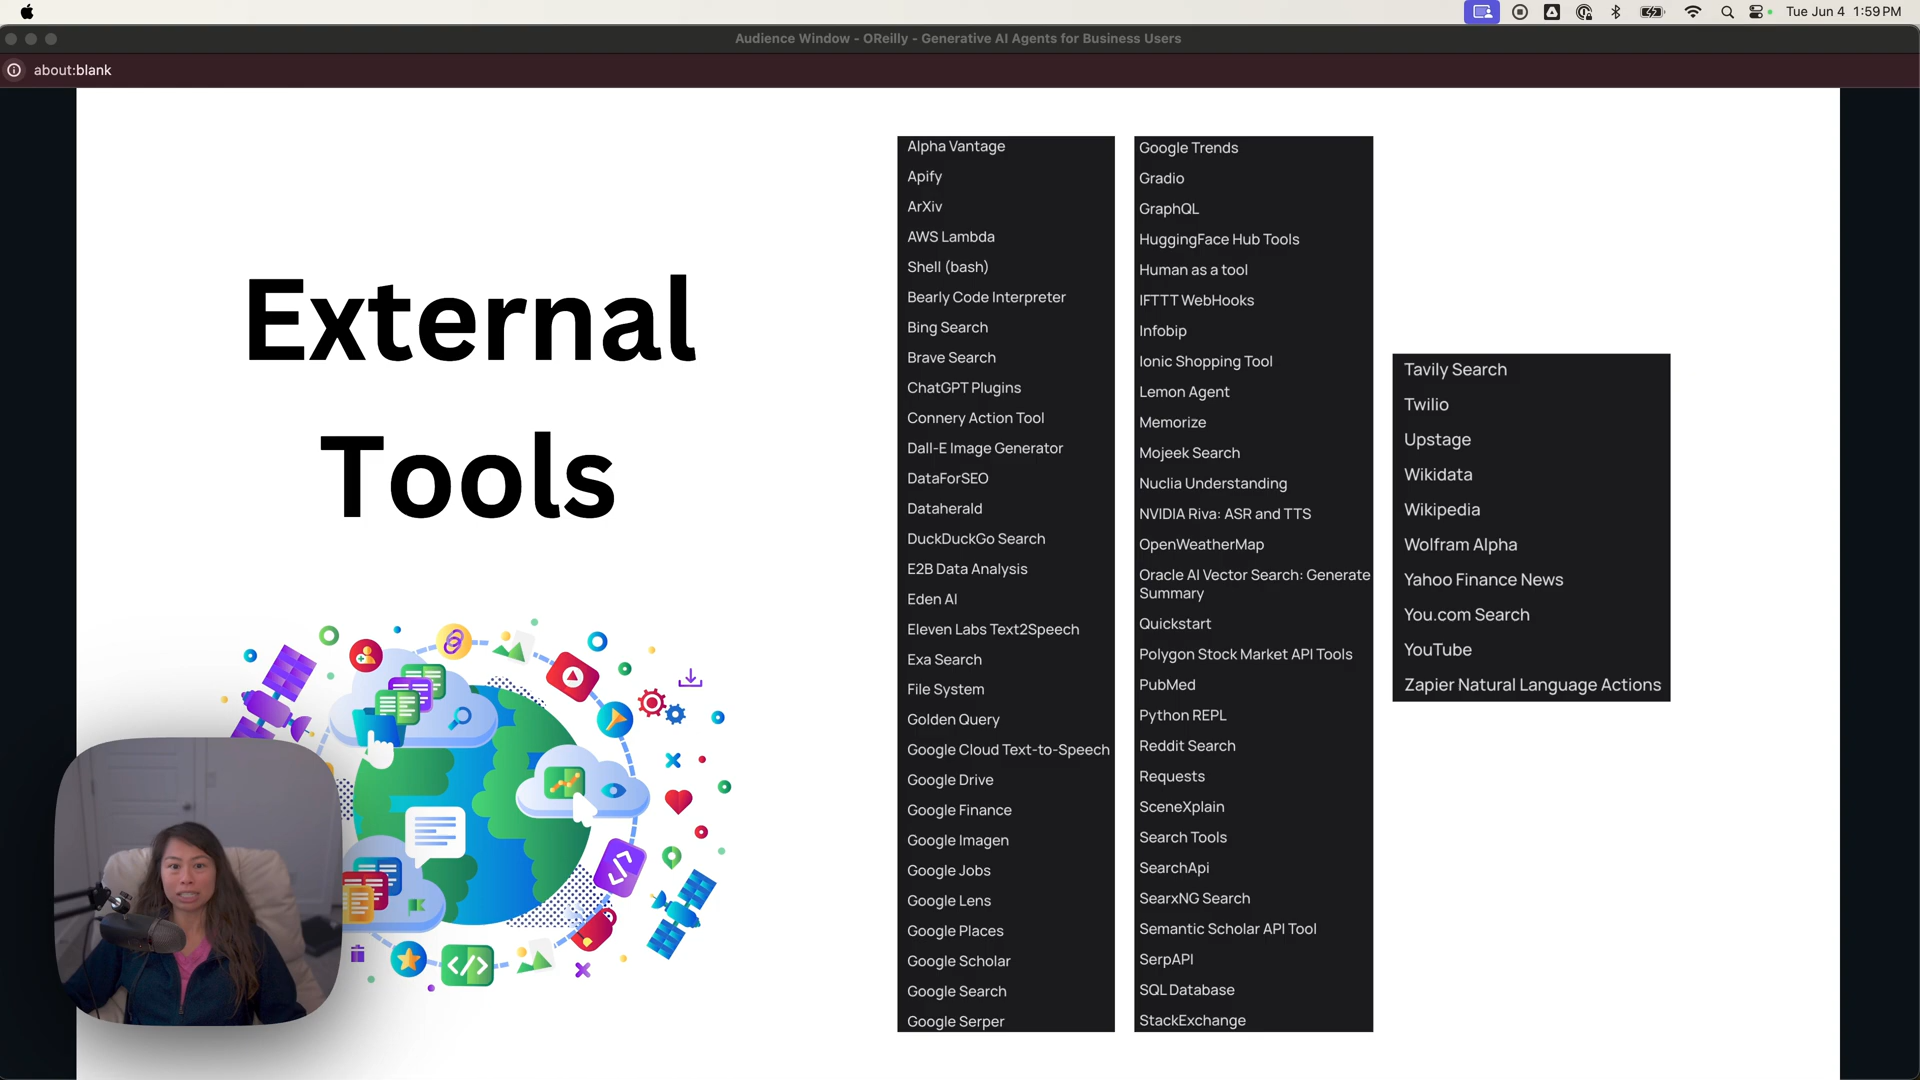 Tue Jun 4 1:59 PM
Audience Window - OReilly - Generative AI Agents for Business Users
about:blank
External
Tools
Alpha Vantage
Apify
ArXiv
AWS Lambda
Shell (bash)
Bearly Code Interpreter
Bing Search
Brave Search
ChatGPT Plugins
Connery Action Tool
Dall-E Image Generator
DataForSEO
Dataherald
DuckDuckGo Search
E2B Data Analysis
Eden AI
Eleven Labs Text2Speech
Exa Search
File System
Golden Query
Google Cloud Text-to-Speech
Google Drive
Google Finance
Google Imagen
Google Jobs
Google Lens
Google Places
Google Scholar
Google Search
Google Serper
Google Trends
Gradio
GraphQL
HuggingFace Hub Tools
Human as a tool
IFTTT WebHooks
Infobip
Ionic Shopping Tool
Lemon Agent
Memorize
Mojeek Search
Nuclia Understanding
NVIDIA Riva: ASR and TTS
OpenWeatherMap
Oracle AI Vector Search: Generate
Summary
Quickstart
Polygon Stock Market API Tools
PubMed
Python REPL
Reddit Search
Requests
SceneXplain
Search Tools
SearchApi
SearxNG Search
Semantic Scholar API Tool
SerpAPI
SQL Database
StackExchange
Tavily Search
Twilio
Upstage
Wikidata
Wikipedia
Wolfram Alpha
Yahoo Finance News
You.com Search
YouTube
Zapier Natural Language Actions